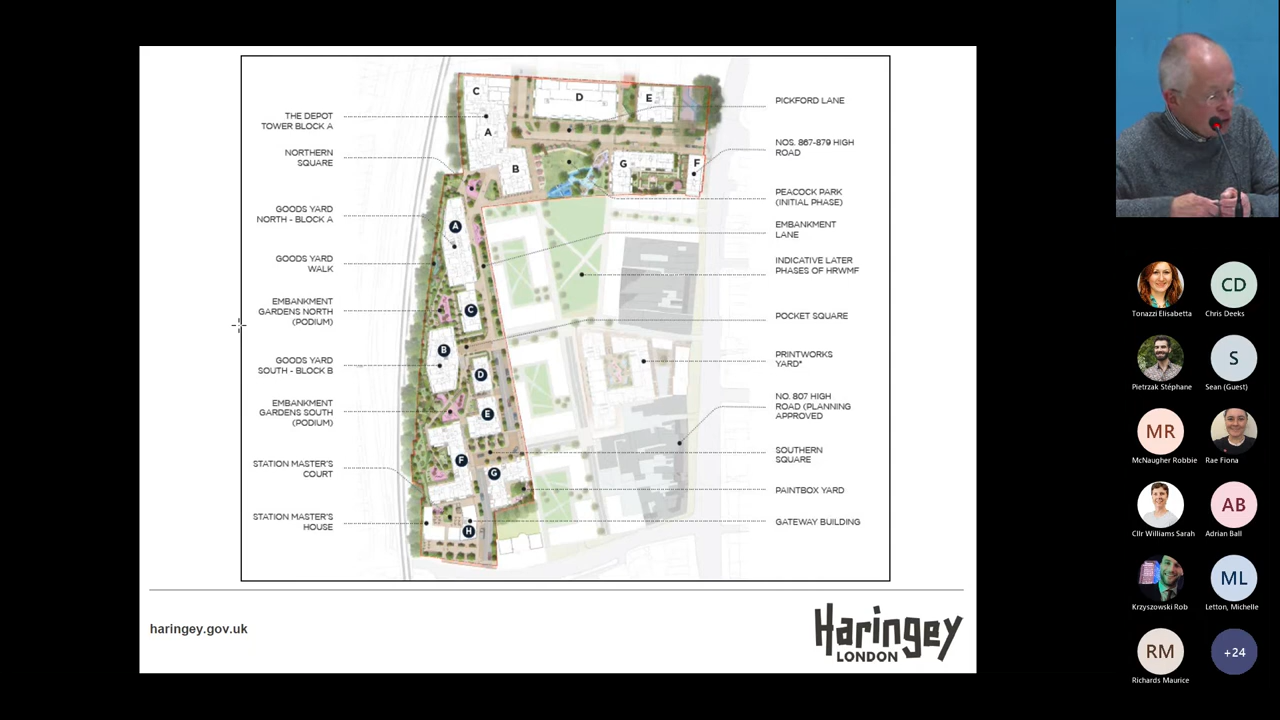 THE DEPOT
TOWER BLOCK A
NORTHERN
SQUARE
GOODS YARD
NORTH - BLOCK A
GOODS YARD
WALK
EMBANKMENT
GARDENS NORTH
(PODIUM)
GOODS YARD
SOUTH - BLOCK B
EMBANKMENT
GARDENS SOUTH
(PODIUM)
STATION MASTER'S
COURT
STATION MASTER'S
HOUSE
C
D
E
A
B
G
F
A
C
B
D
E
F
G
H
PICKFORD LANE
NOS. 867-879 HIGH
ROAD
PEACOCK PARK
(INITIAL PHASE)
EMBANKMENT
LANE
INDICATIVE LATER
PHASES OF HRWMF
POCKET SQUARE
PRINTWORKS
YARD*
NO. 807 HIGH
ROAD (PLANNING
APPROVED
SOUTHERN
SQUARE
PAINTBOX YARD
GATEWAY BUILDING
haringey.gov.uk
Haringey
LONDON
Tonazzi Elisabetta
CD
Chris Deeks
Pietrzak Stéphane
S
Sean (Guest)
MR
McNaugher Robbie
Rae Fiona
Cllr Williams Sarah
AB
Adrian Ball
Krzyszowski Rob
ML
Letton, Michelle
RM
Richards Maurice
+24